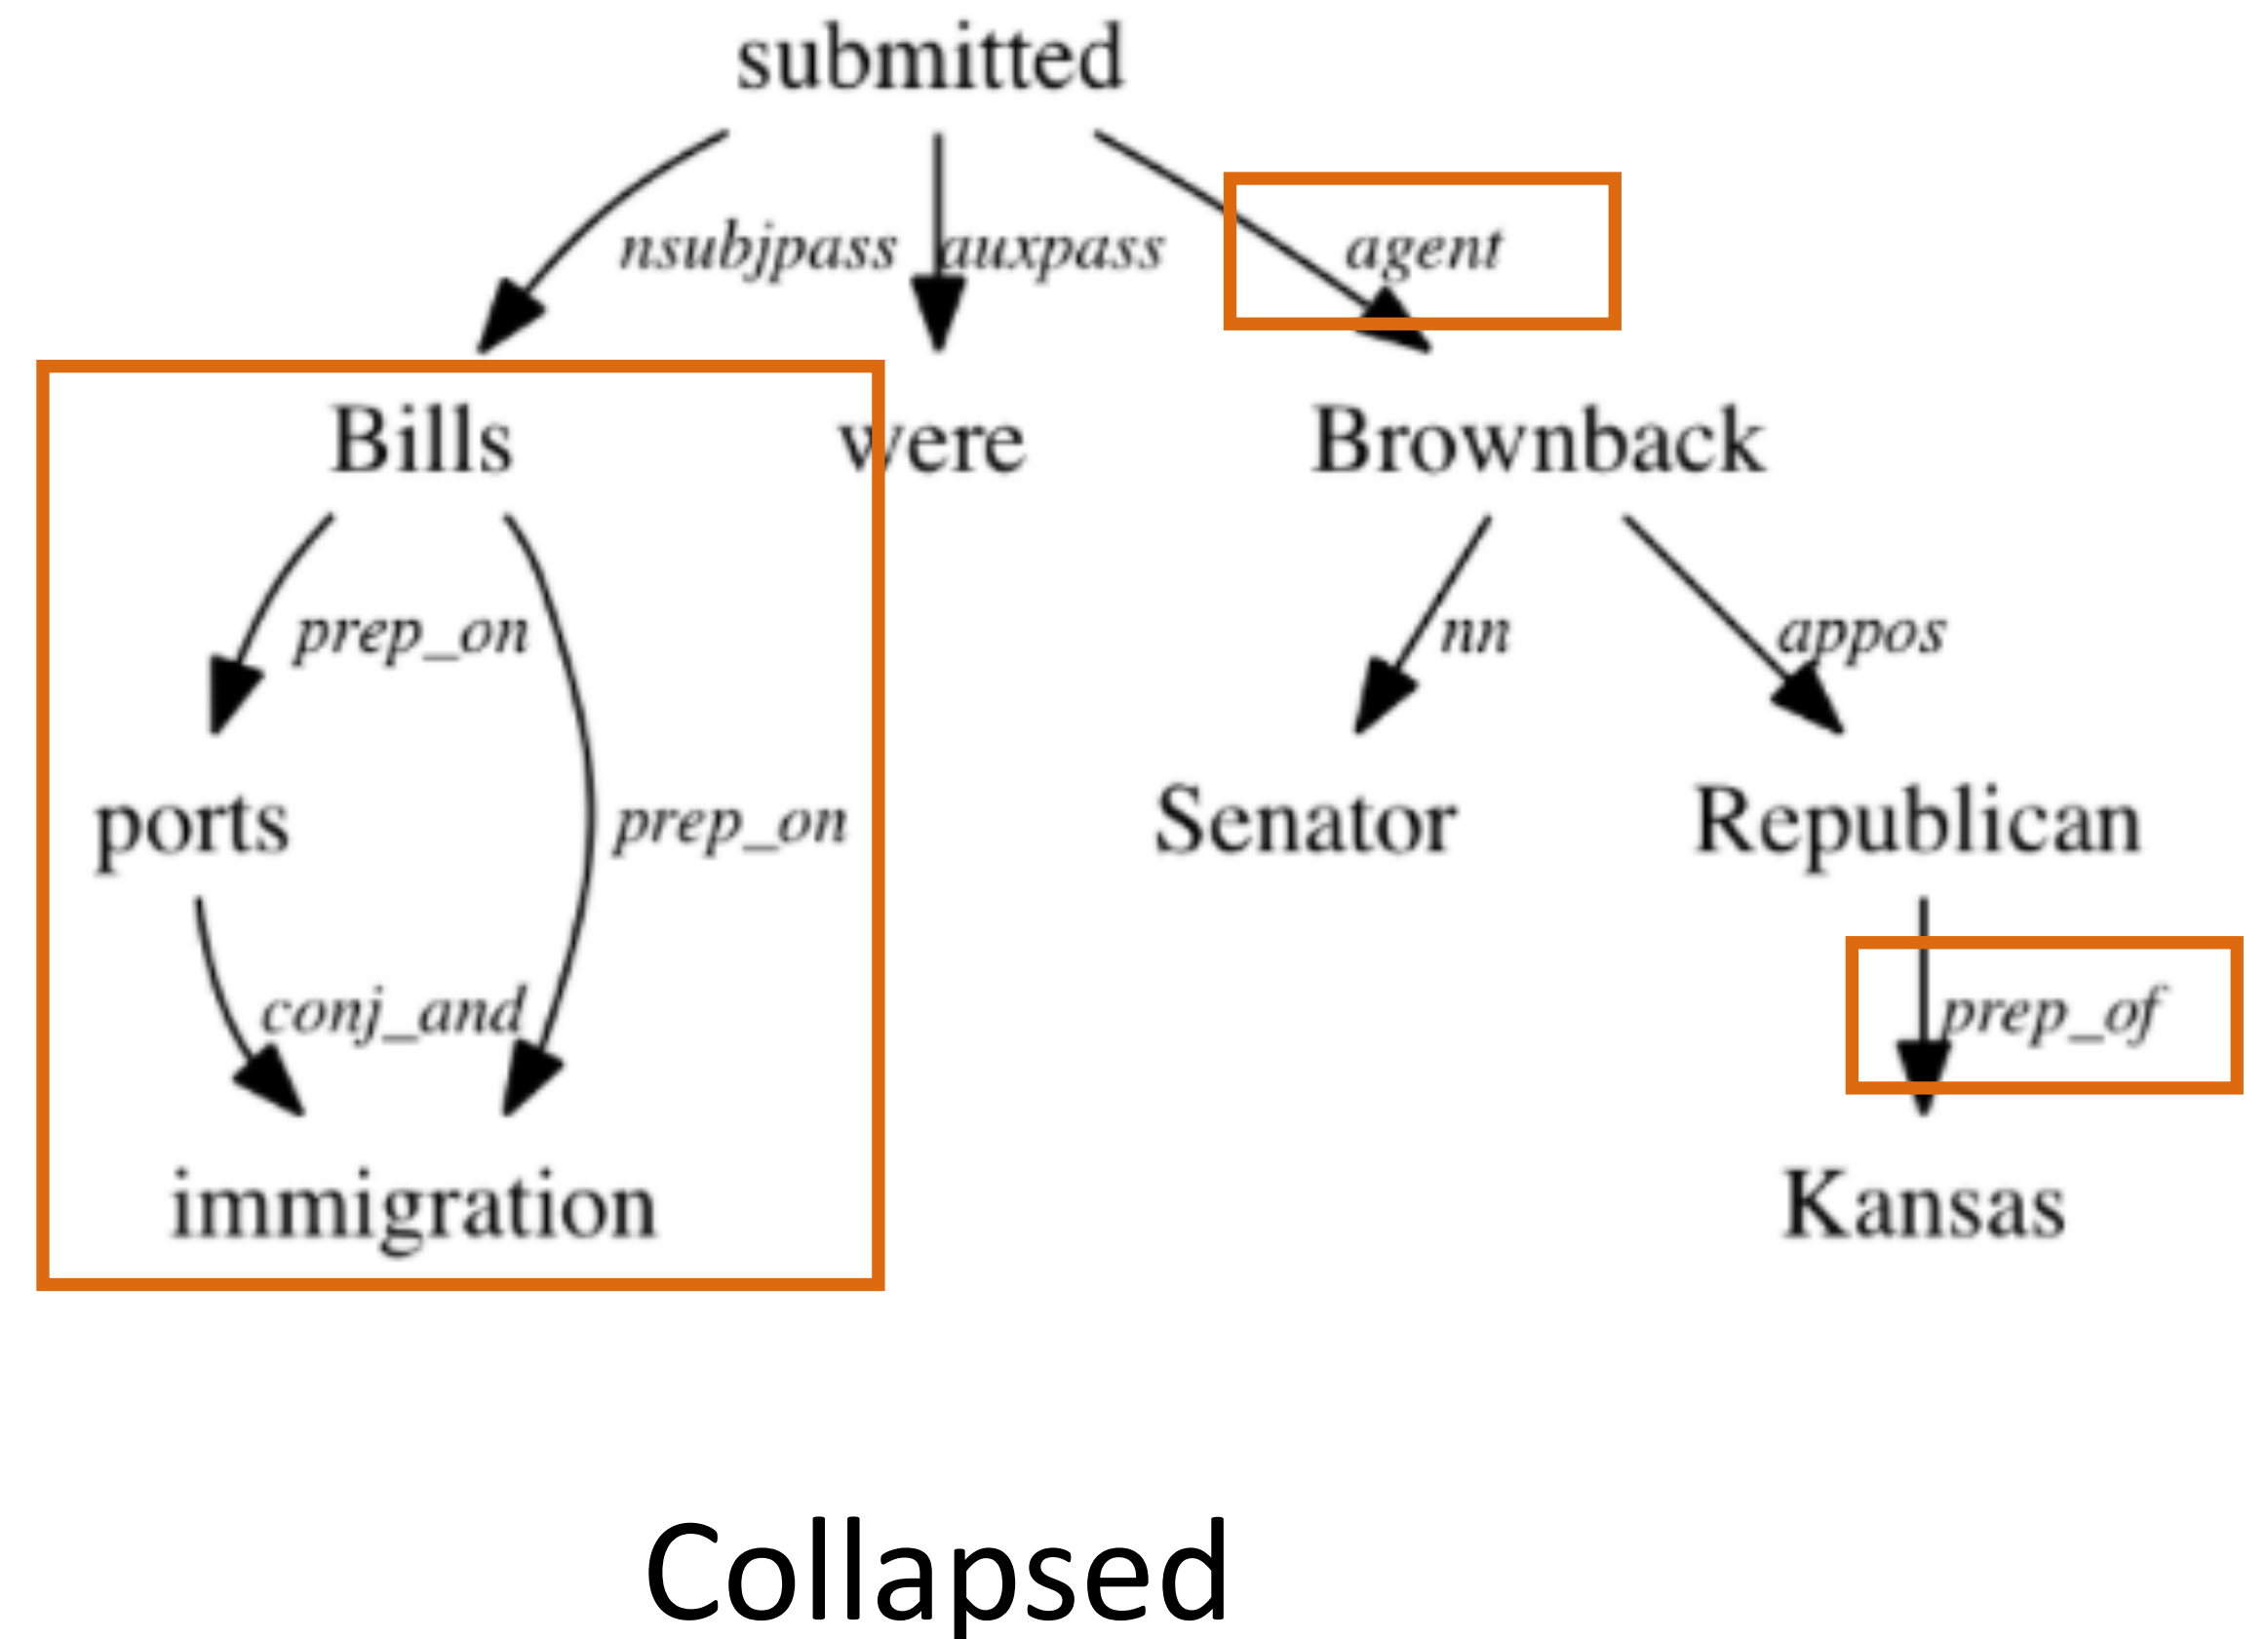 submitted
nsubjpass auxpass agent
Bills were Brownback
prep_on nn appos
ports prep_on Senator Republican
conj_and prep_of
immigration Kansas
Collapsed